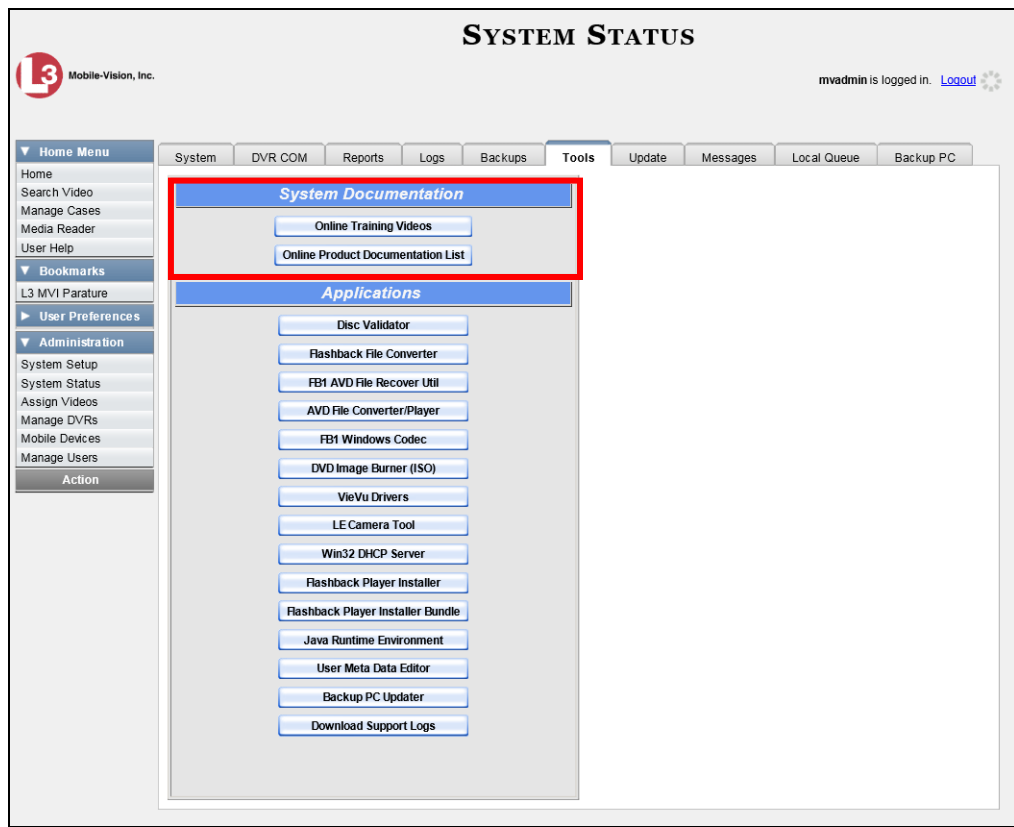 SYSTEM STATUS
L3 Mobile-Vision, Inc.
mvadmin is logged in. Logout
Home Menu
Home
Search Video
Manage Cases
Media Reader
User Help
Bookmarks
L3 MVI Parature
User Preferences
Administration
System Setup
System Status
Assign Videos
Manage DVRs
Mobile Devices
Manage Users
Action
System DVR COM Reports Logs Backups Tools Update Messages Local Queue Backup PC
System Documentation
Online Training Videos
Online Product Documentation List
Applications
Disc Validator
Flashback File Converter
FB1 AVD File Recover Util
AVD File Converter/Player
FB1 Windows Codec
DVD Image Burner (ISO)
VieVu Drivers
LE Camera Tool
Win32 DHCP Server
Flashback Player Installer
Flashback Player Installer Bundle
Java Runtime Environment
User Meta Data Editor
Backup PC Updater
Download Support Logs